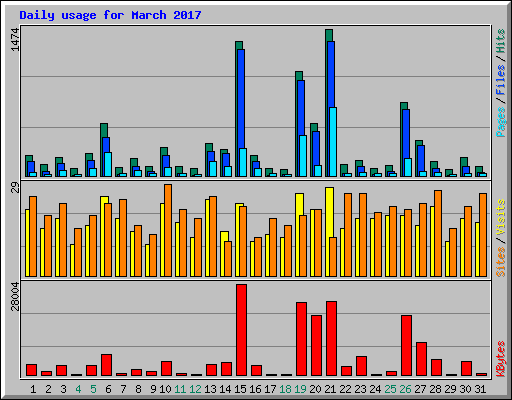 Daily usage for March 2017
1474
Pages / Files / Hits
29
Sites / Visits
28004
KBytes
1 2 3 4 5 6 7 8 9 10 11 12 13 14 15 16 17 18 19 20 21 22 23 24 25 26 27 28 29 30 31